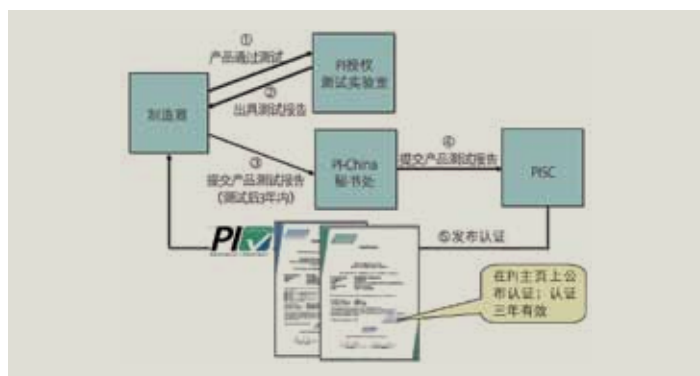 ①
产品通过测试
PI授权
测试实验室
②
出具测试报告
制造商
③
提交产品测试报告
(测试后3年内)
PI-China
秘书处
④
提交产品测试报告
PISC
PI
⑤发布认证
在PI主页上公
布认证；认证
三年有效